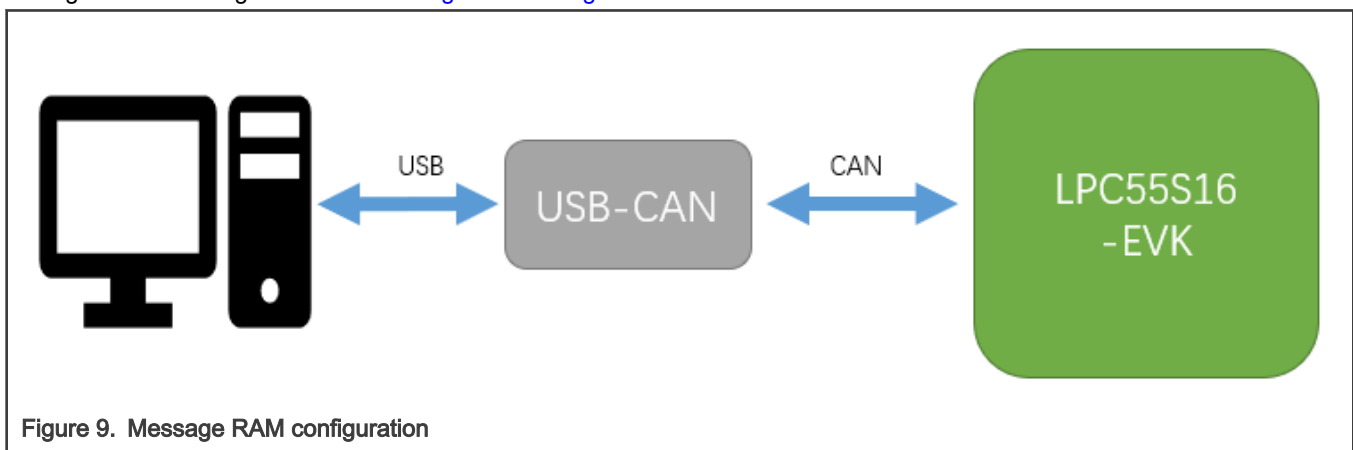 USB
CAN
USB-CAN
LPC55S16
-EVK
Figure 9. Message RAM configuration